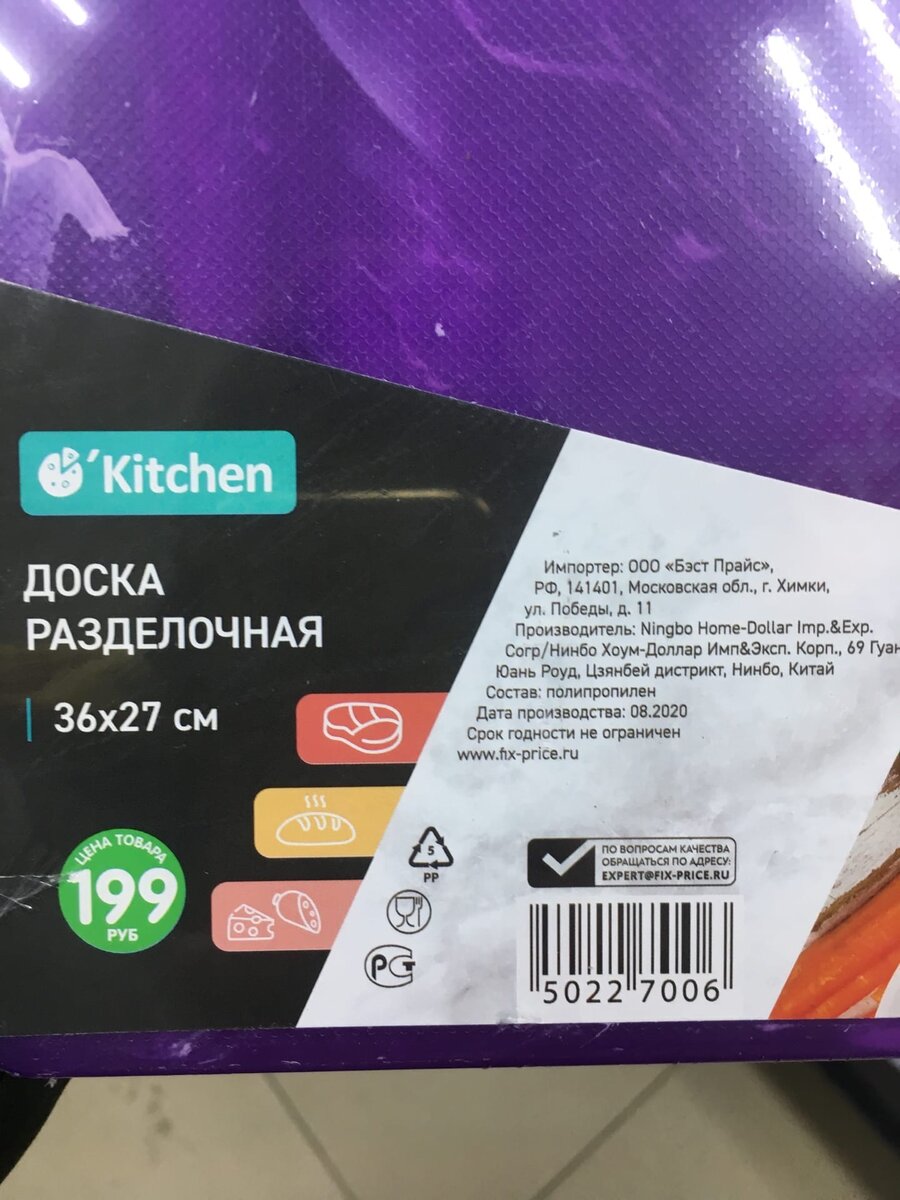 'Kitchen
ДОСКА
РАЗДЕЛОЧНАЯ
36х27 см
ЦЕНА ТОВАРА
199
РУБ
Импортер: ООО «Бэст Прайс»,
РФ, 141401, Московская обл., г. Химки,
ул. Победы, д. 11
Производитель: Ningbo Home-Dollar Imp.&Exp.
Corp/Нинбо Хоум-Доллар Имп&Эксп. Корп., 69 Гуан
Юань Роуд, Цзянбей дистрикт, Нинбо, Китай
Состав: полипропилен
Дата производства: 08.2020
Срок годности не ограничен
www.fix-price.ru
5
PP
РСТ
ПО ВОПРОСАМ КАЧЕСТВА
ОБРАЩАТЬСЯ ПО АДРЕСУ:
EXPERT@FIX-PRICE.RU
5022 7006